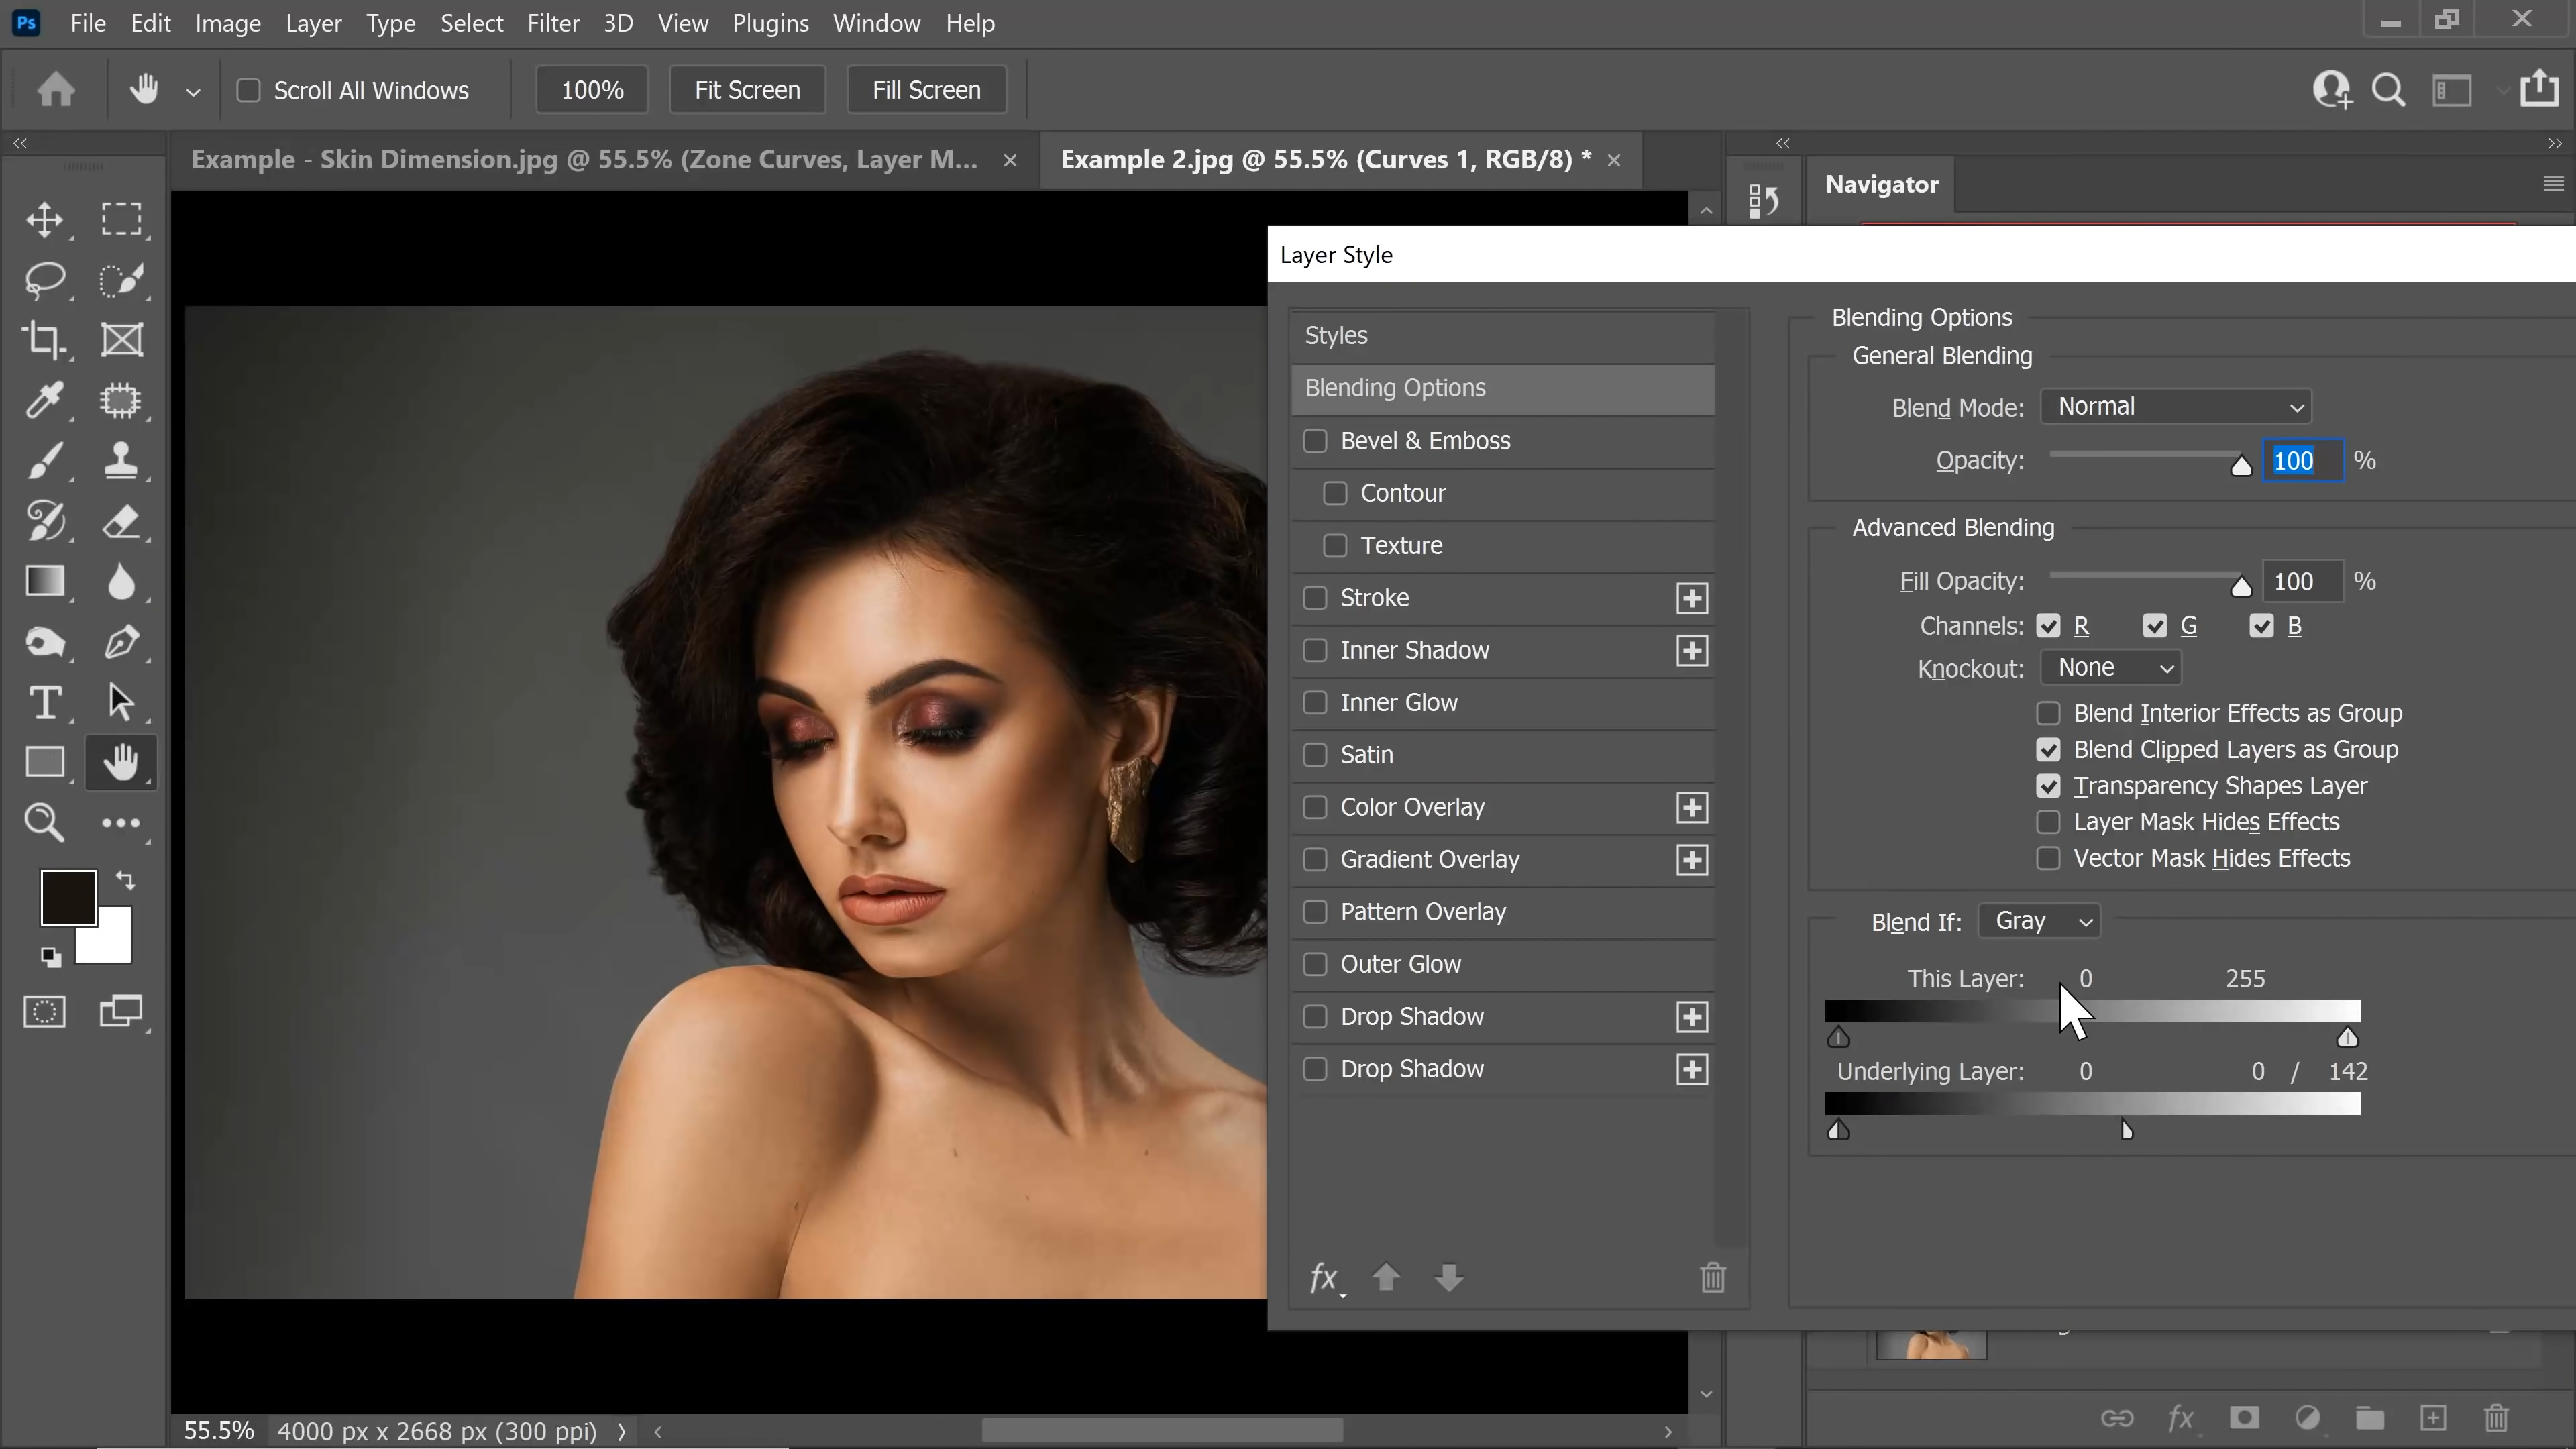 Ps File Edit Image Layer Type Select Filter 3D View Plugins Window Help
Scroll All Windows 100% Fit Screen Fill Screen
Example - Skin Dimension.jpg @ 55.5% (Zone Curves, Layer M... × Example 2.jpg @ 55.5% (Curves 1, RGB/8) * ×
Navigator
Layer Style
Styles
Blending Options
Bevel & Emboss
Contour
Texture
Stroke
Inner Shadow
Inner Glow
Satin
Color Overlay
Gradient Overlay
Pattern Overlay
Outer Glow
Drop Shadow
Drop Shadow
fx
Blending Options
General Blending
Blend Mode: Normal
Opacity: 100 %
Advanced Blending
Fill Opacity: 100 %
Channels: R G B
Knockout: None
Blend Interior Effects as Group
Blend Clipped Layers as Group
Transparency Shapes Layer
Layer Mask Hides Effects
Vector Mask Hides Effects
Blend If: Gray
This Layer: 0 255
Underlying Layer: 0 0 / 142
55.5% 4000 px x 2668 px (300 ppi)
fx